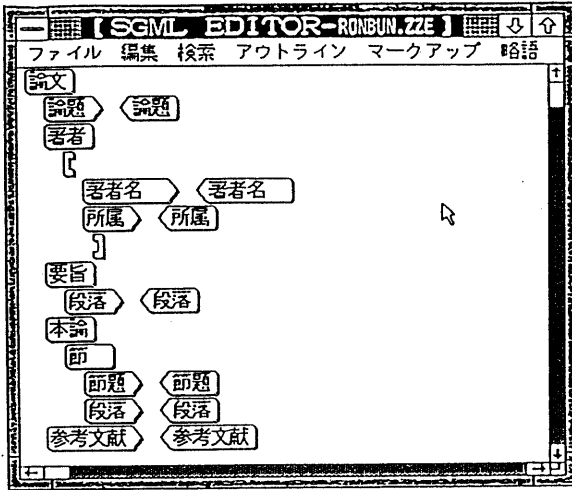 [ SGML EDITOR-RONBUN.ZZE ]
ファイル 編集 検索 アウトライン マークアップ 略語
論文
論題 論題
著者
[
著者名 著者名
所属 所属
]
要旨
段落 段落
本論
節
節題 節題
段落 段落
参考文献 参考文献